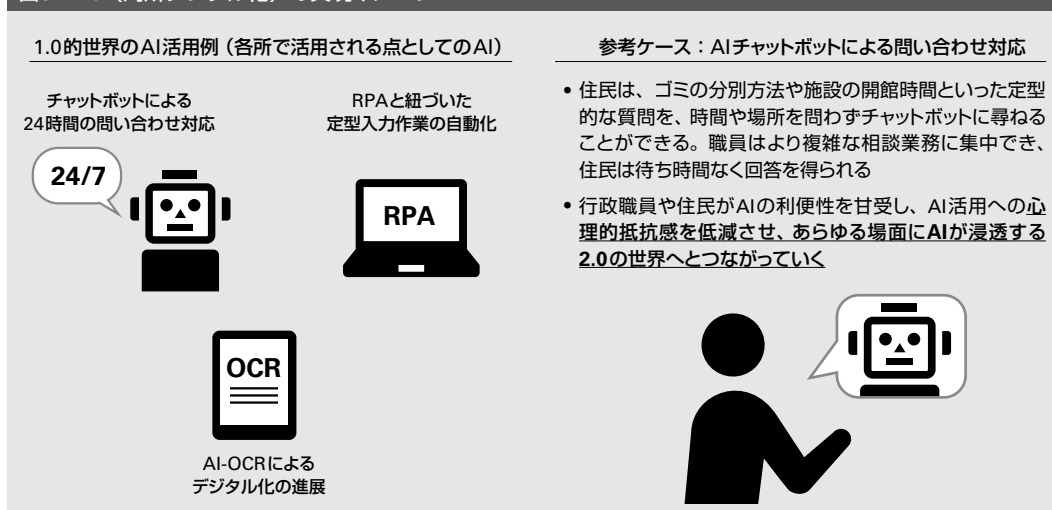 1.0的世界のAI活用例（各所で活用される点としてのAI）
チャットボットによる
24時間の問い合わせ対応
24/7
RPAと紐づいた
定型入力作業の自動化
RPA
OCR
AI-OCRによる
デジタル化の進展
参考ケース：AIチャットボットによる問い合わせ対応
• 住民は、ゴミの分別方法や施設の開館時間といった定型
的な質問を、時間や場所を問わずチャットボットに尋ねる
ことができる。職員はより複雑な相談業務に集中でき、
住民は待ち時間なく回答を得られる
• 行政職員や住民がAIの利便性を甘受し、AI活用への心
理的抵抗感を低減させ、あらゆる場面にAIが浸透する
2.0の世界へとつながっていく